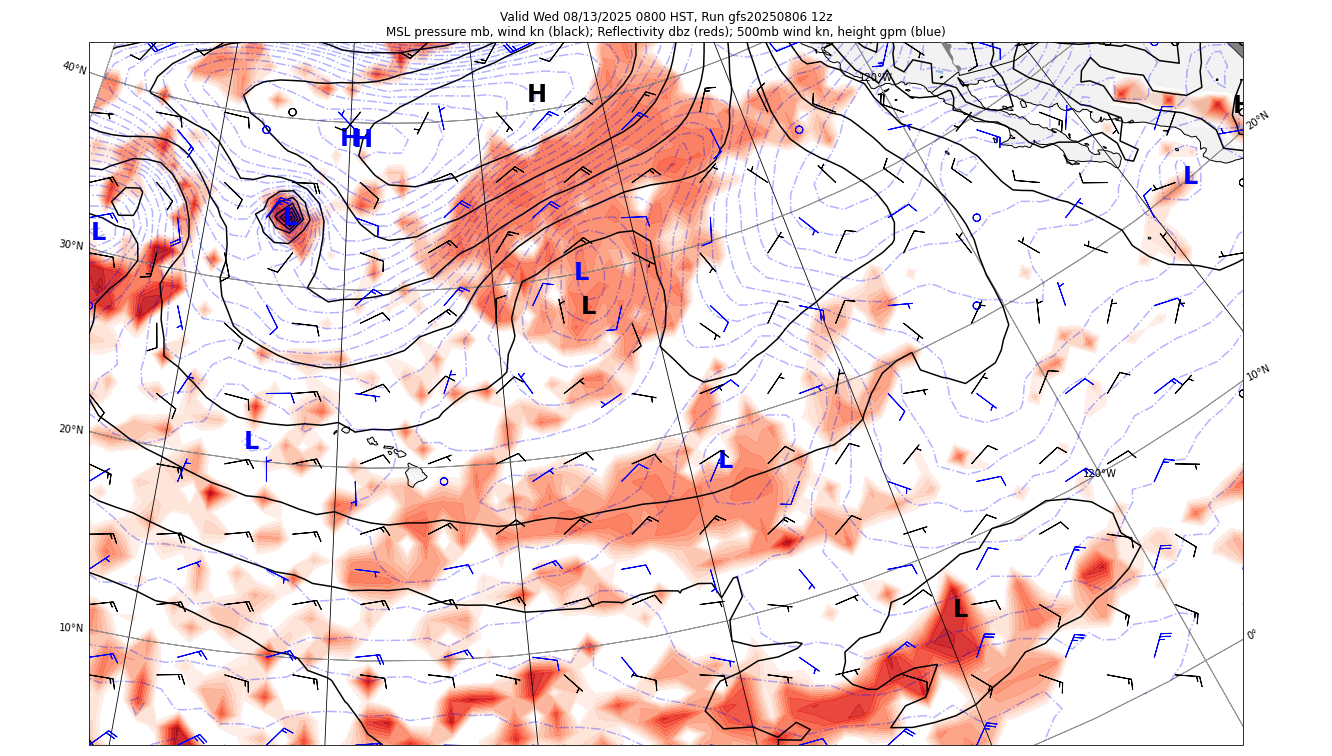 Valid Wed 08/13/2025 0800 HST, Run gfs20250806 12z
MSL pressure mb, wind kn (black); Reflectivity dbz (reds); 500mb wind kn, height gpm (blue)
40°N
120°W
H
H
20°N
H
H
L
L
L
30°N
L
L
10°N
20°N
L
L
120°W
L
10°N
0°